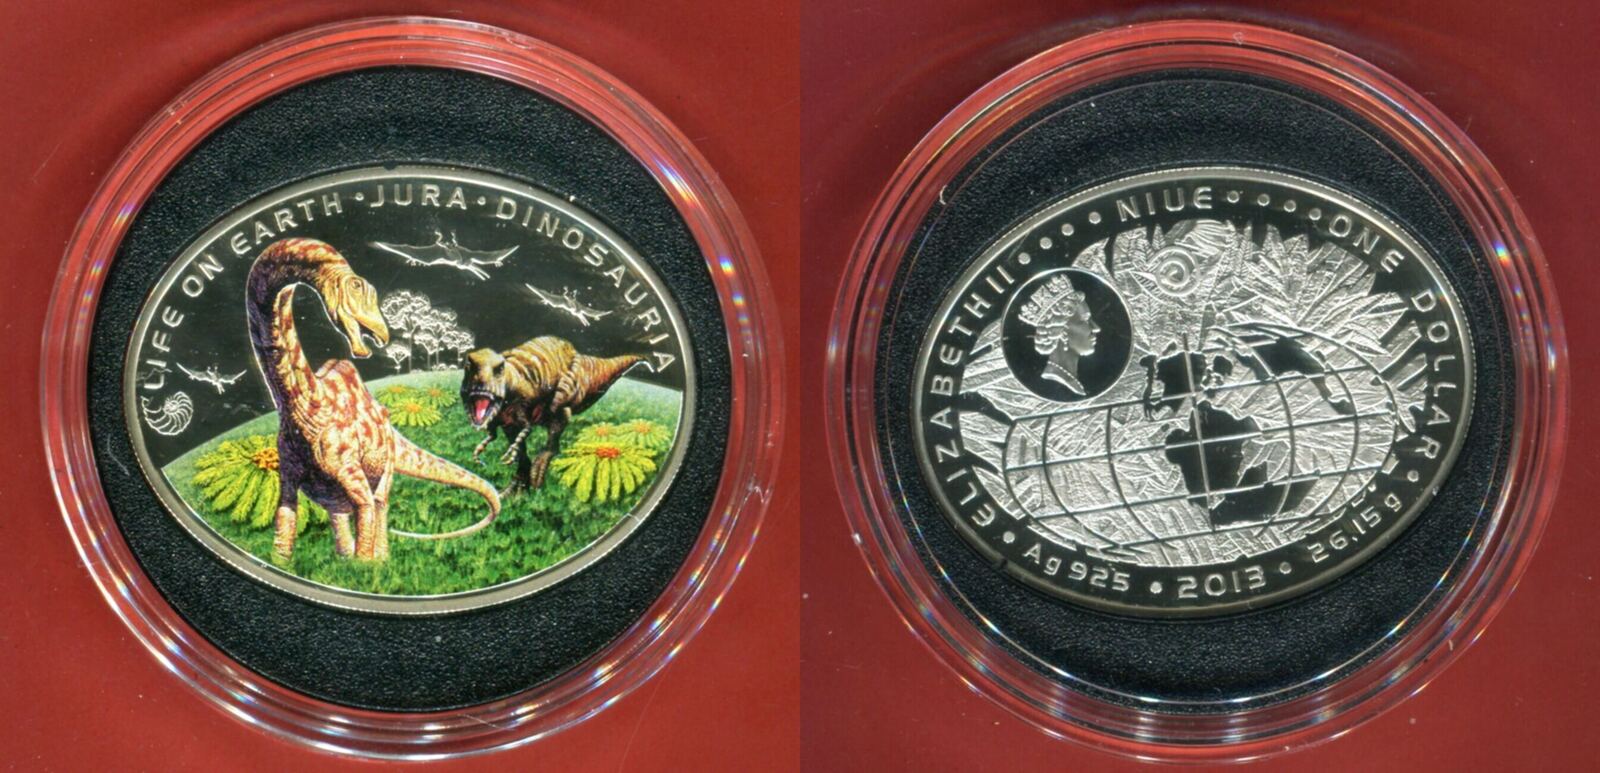 LIFE ON EARTH • JURA • DINOSAURIA
ELIZABETH II • • • • NIUE • • • • • ONE DOLLAR •
• Ag 925 • 2013 • 26,15 g